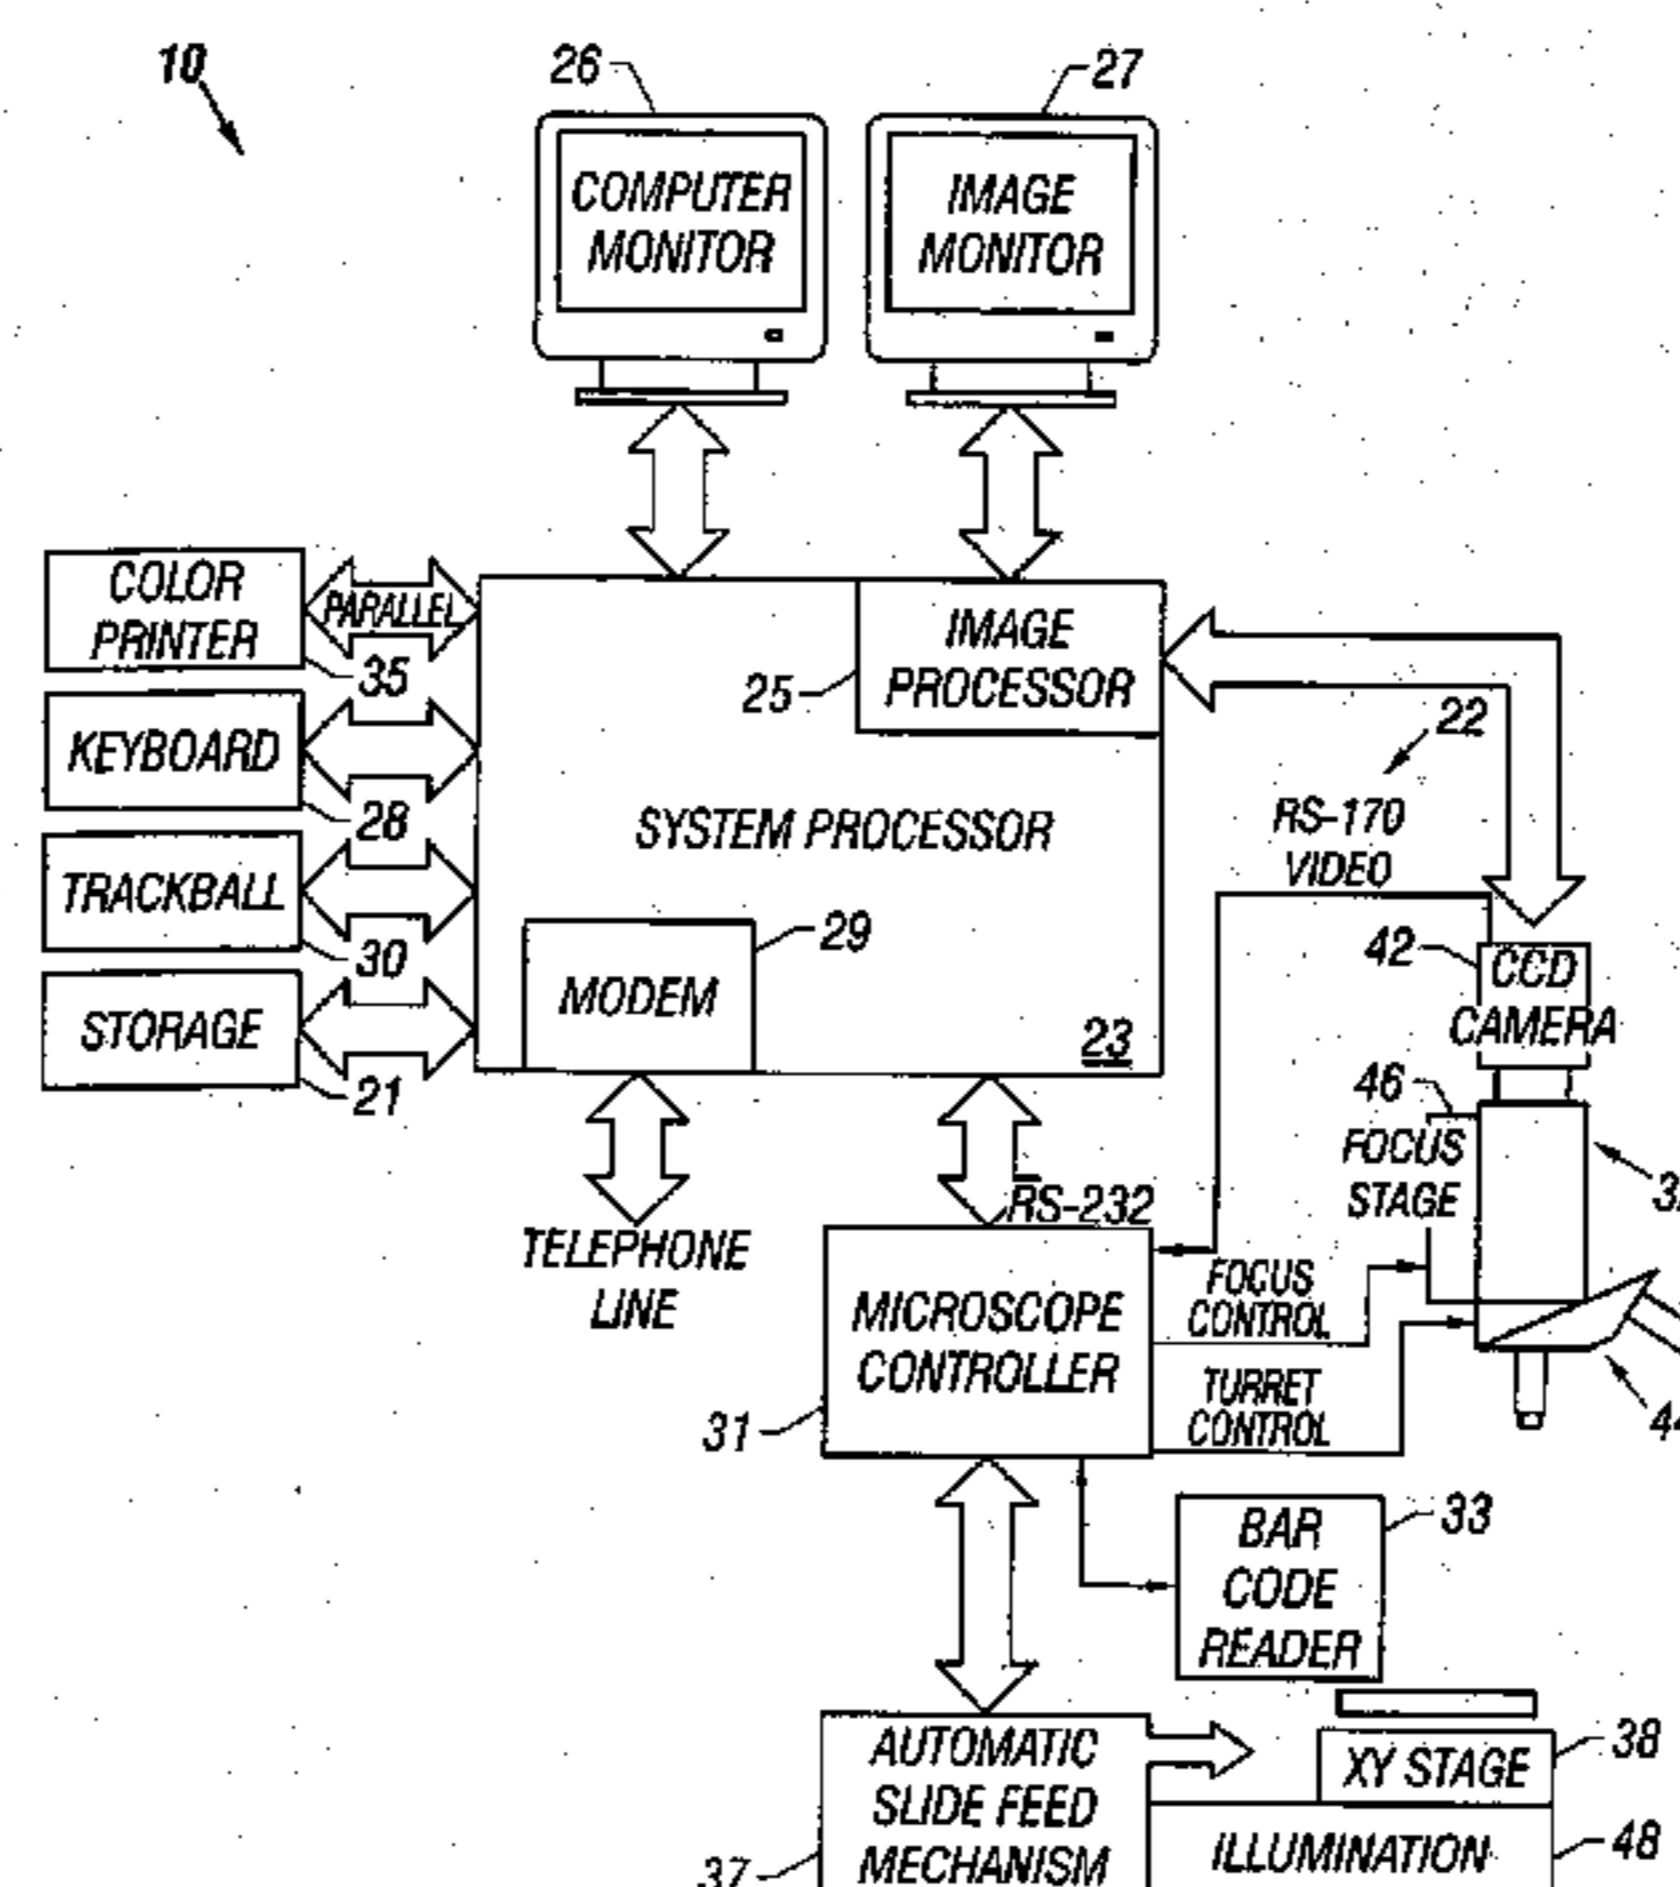 10
26
27
COMPUTER
MONITOR
IMAGE
MONITOR
COLOR
PRINTER
PARALLEL
35
IMAGE
PROCESSOR
25
22
KEYBOARD
28
RS-170
VIDEO
SYSTEM PROCESSOR
TRACKBALL
30
29
42
CCD
CAMERA
STORAGE
21
MODEM
23
46
FOCUS
STAGE
RS-232
TELEPHONE
LINE
MICROSCOPE
CONTROLLER
31
FOCUS
CONTROL
TURRET
CONTROL
33
BAR
CODE
READER
AUTOMATIC
SLIDE FEED
MECHANISM
37
XY STAGE
38
ILLUMINATION
48